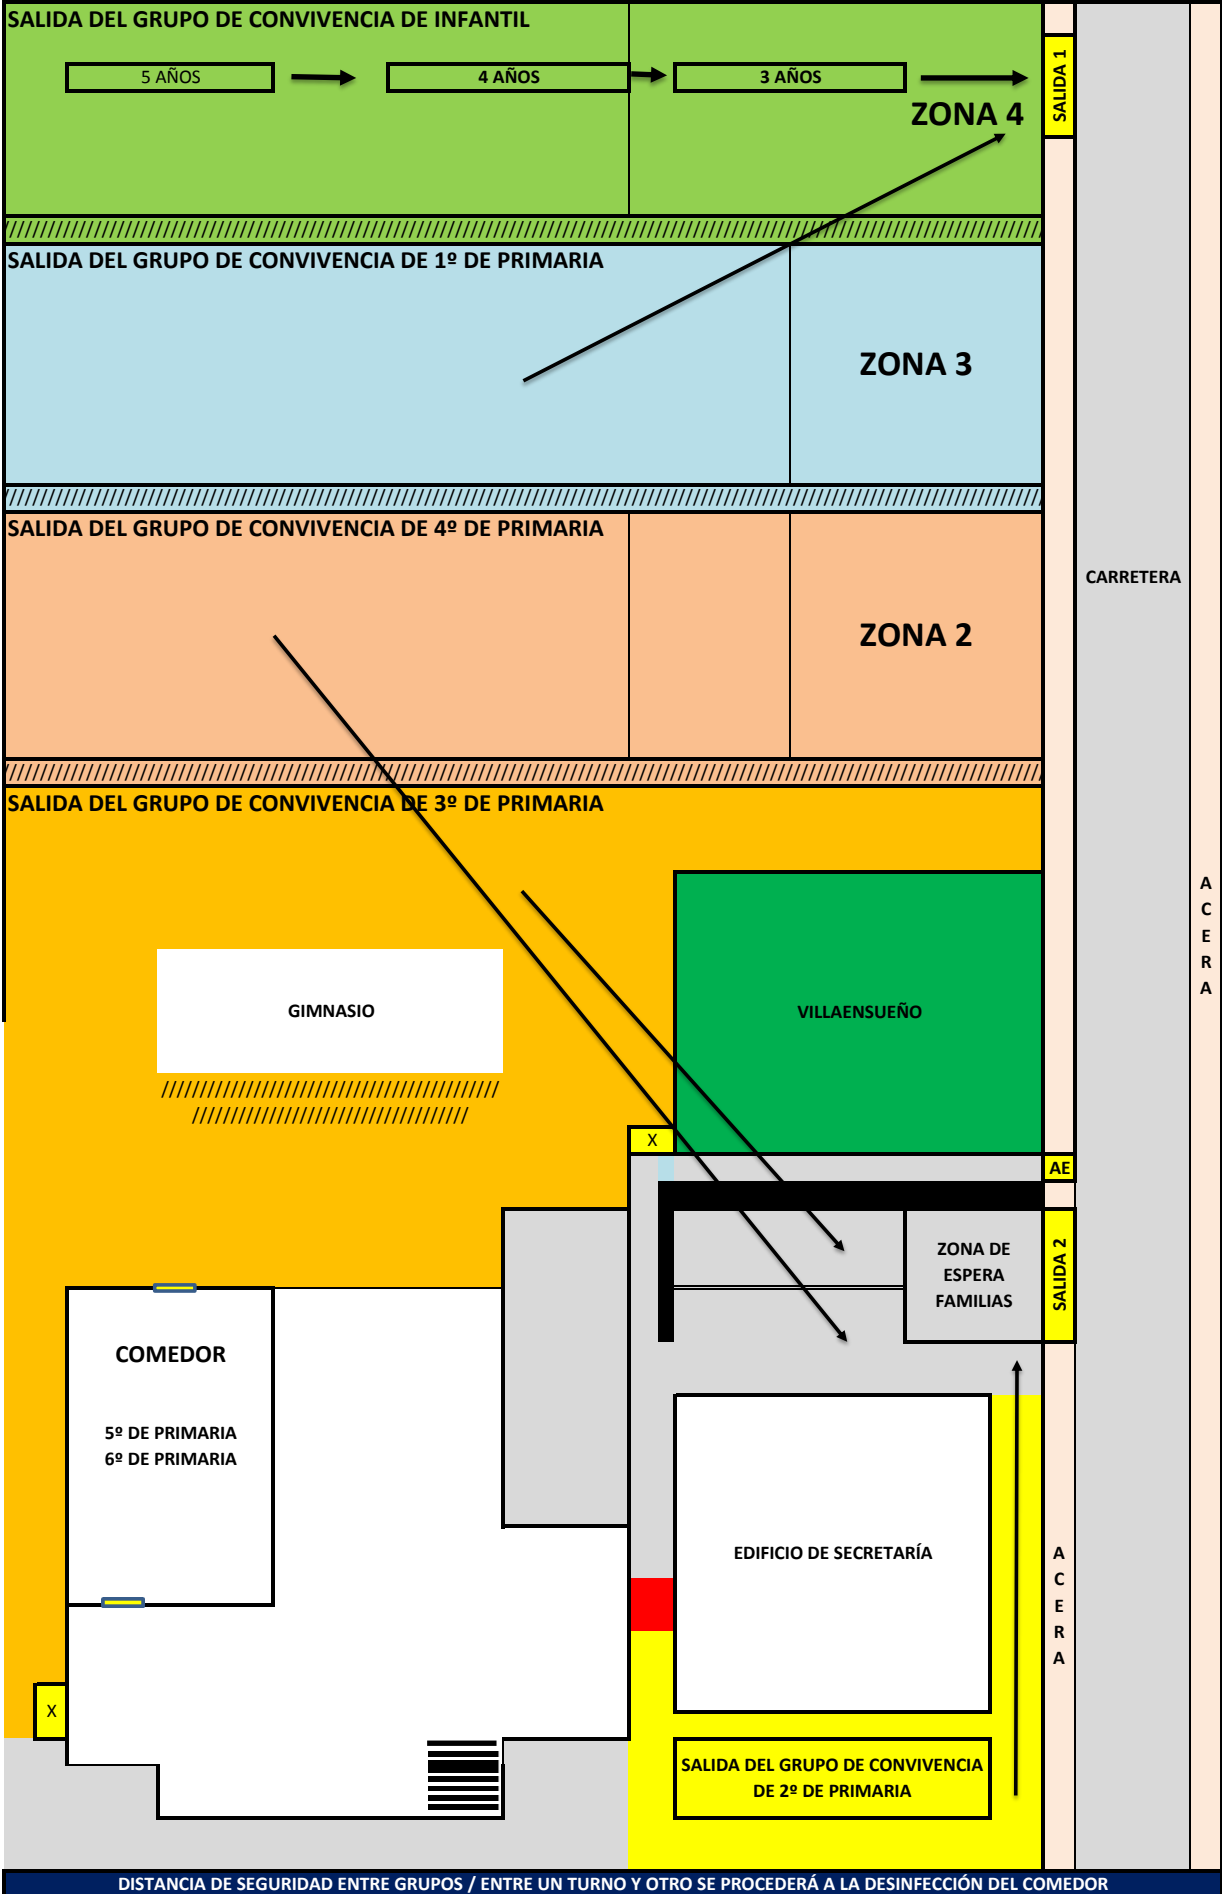 SALIDA DEL GRUPO DE CONVIVENCIA DE INFANTIL
5 AÑOS
4 AÑOS
3 AÑOS
SALIDA 1
ZONA 4
////////////////////////////////////////////////////////////////////////////////////////////////////////////////////////
SALIDA DEL GRUPO DE CONVIVENCIA DE 1º DE PRIMARIA
ZONA 3
////////////////////////////////////////////////////////////////////////////////////////////////////////////////////////
SALIDA DEL GRUPO DE CONVIVENCIA DE 4º DE PRIMARIA
CARRETERA
ZONA 2
////////////////////////////////////////////////////////////////////////////////////////////////////////////////////////
SALIDA DEL GRUPO DE CONVIVENCIA DE 3º DE PRIMARIA
A
C
E
R
A
GIMNASIO
VILLAENSUEÑO
////////////////////////////////////////////
////////////////////////////////////
X
AE
ZONA DE
ESPERA
FAMILIAS
SALIDA 2
COMEDOR
5º DE PRIMARIA
6º DE PRIMARIA
EDIFICIO DE SECRETARÍA
A
C
E
R
A
X
SALIDA DEL GRUPO DE CONVIVENCIA
DE 2º DE PRIMARIA
DISTANCIA DE SEGURIDAD ENTRE GRUPOS / ENTRE UN TURNO Y OTRO SE PROCEDERÁ A LA DESINFECCIÓN DEL COMEDOR